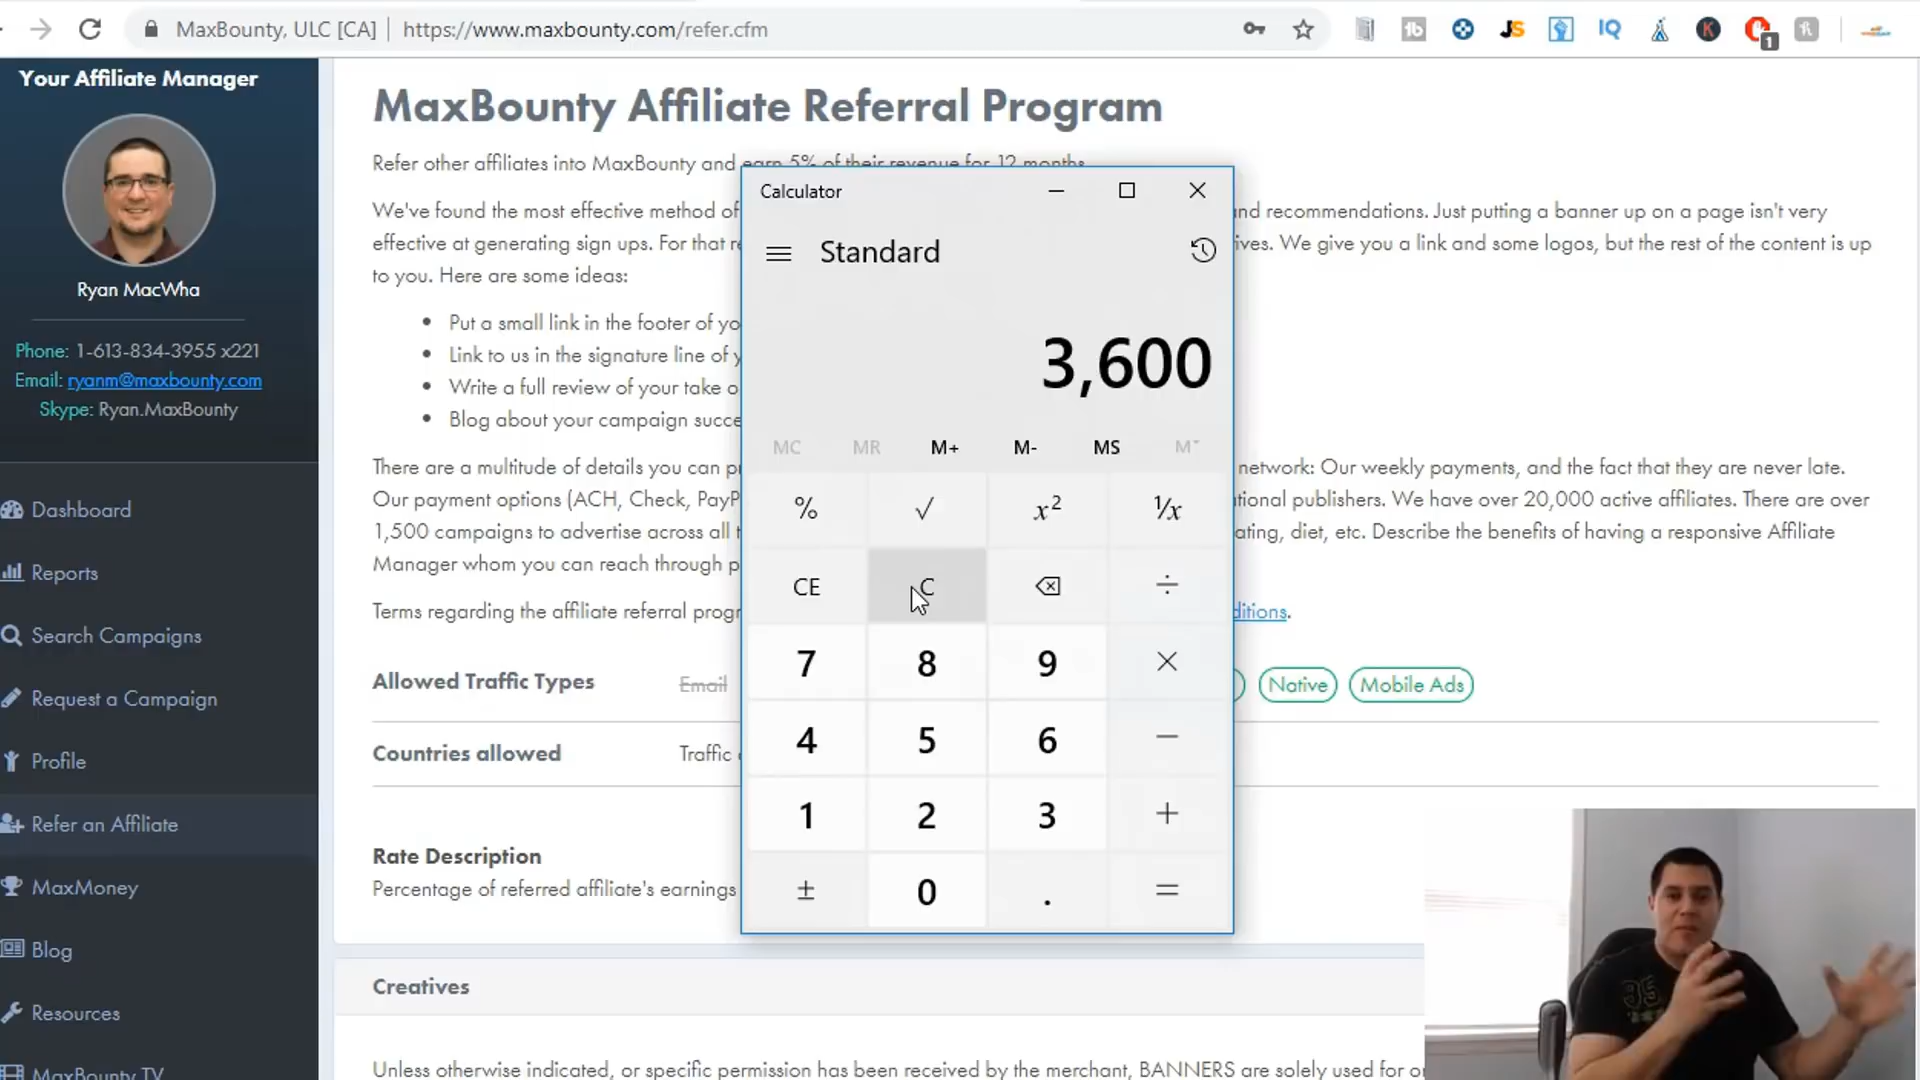 MaxBounty, ULC [CA] | https://www.maxbounty.com/refer.cfm
1
Your Affiliate Manager
Ryan MacWha
Phone: 1-613-834-3955 x221
Email: ryanm@maxbounty.com
Skype: Ryan.MaxBounty
Dashboard
Reports
Search Campaigns
Request a Campaign
Profile
Refer an Affiliate
MaxMoney
Blog
Resources
MaxBounty TV
MaxBounty Affiliate Referral Program
Refer other affiliates into MaxBounty and earn 5% of their revenue for 12 months
We've found the most effective method of and recommendations. Just putting a banner up on a page isn't very
effective at generating sign ups. For that We give you a link and some logos, but the rest of the content is up
to you. Here are some ideas:
Put a small link in the footer of
Link to us in the signature line of
Write a full review of your take
Blog about your campaign
There are a multitude of details you can network: Our weekly payments, and the fact that they are never late.
Our payment options (ACH, Check, publishers. We have over 20,000 active affiliates. There are over
1,500 campaigns to advertise across all diet, etc. Describe the benefits of having a responsive Affiliate
Manager whom you can reach through
Terms regarding the affiliate referral
Allowed Traffic Types Email Native Mobile Ads
Countries allowed Traffic
Rate Description
Percentage of referred affiliate's earnings
Creatives
Unless otherwise indicated, or specific permission has been received by the merchant, BANNERS are solely used for
Calculator
Standard
3,600
MC MR M+ M- MS M˅
% √ x² ¹/x
CE C ÷
7 8 9 ×
4 5 6 −
1 2 3 +
± 0 . =